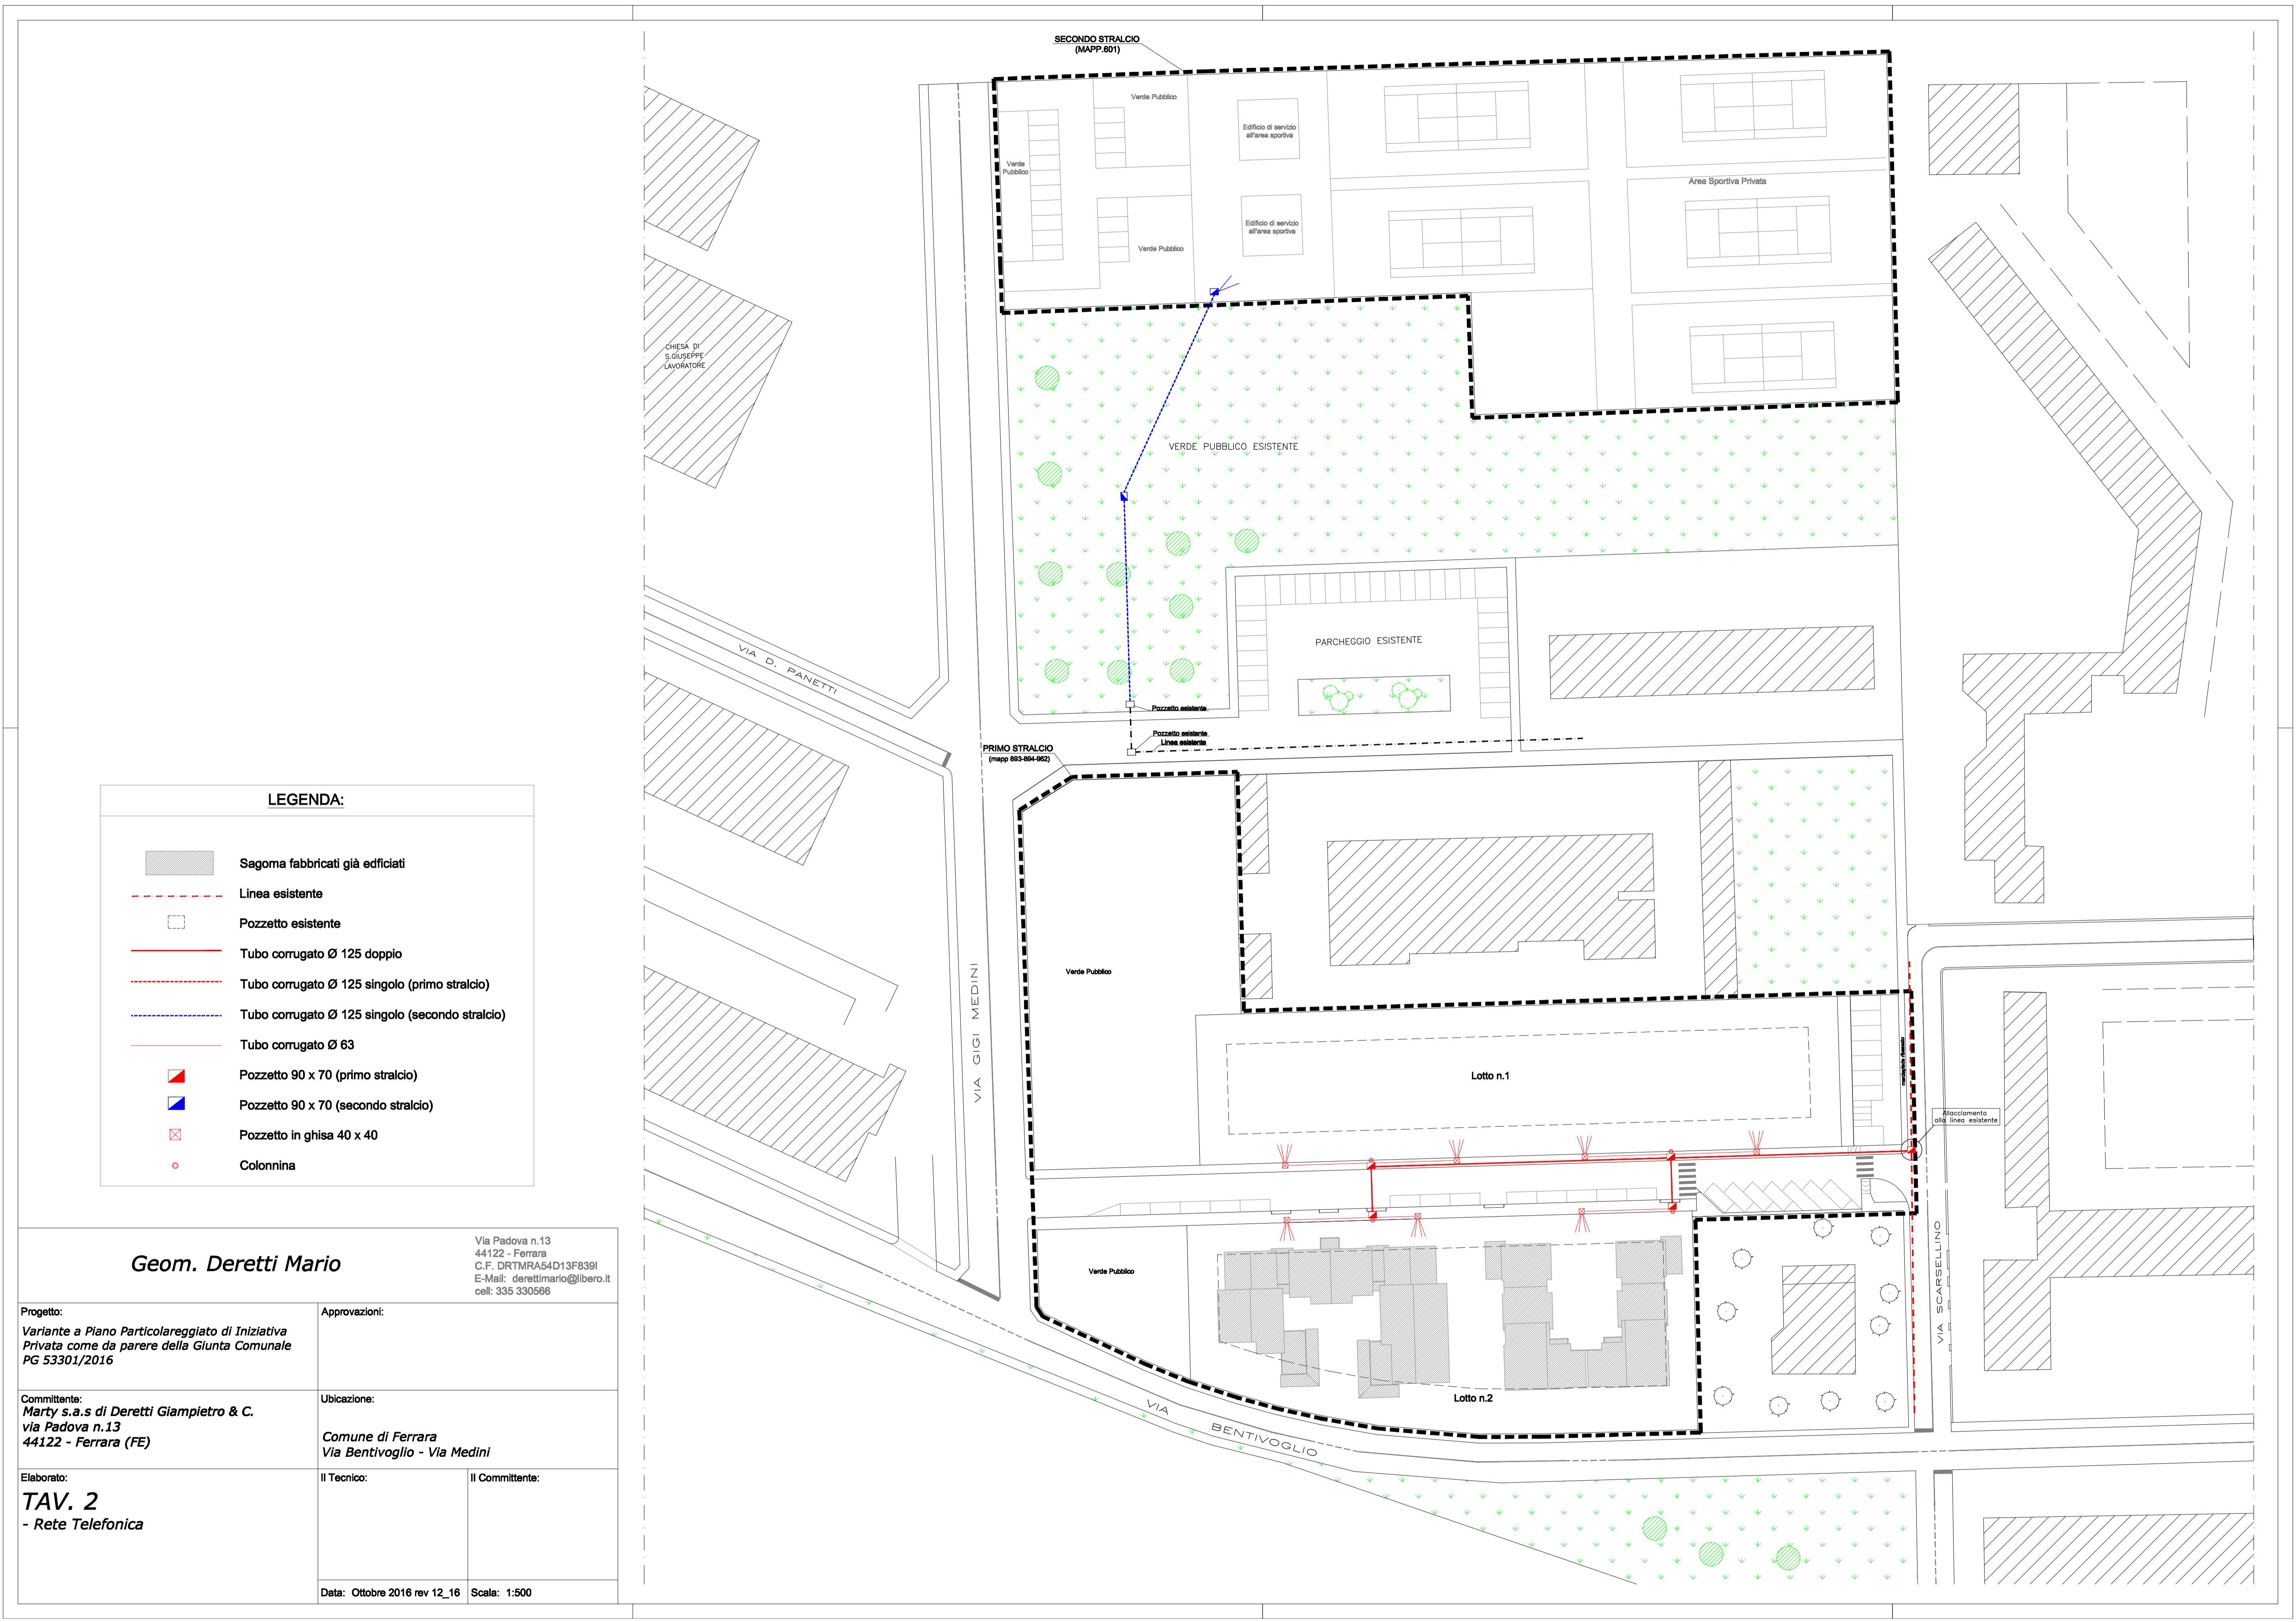 SECONDO STRALCIO
(MAPP.601)
Verde Pubblico
Verde
Pubblico
Verde Pubblico
Edificio di servizio
all'area sportiva
Edificio di servizio
all'area sportiva
Area Sportiva Privata
CHIESA DI
S.GIUSEPPE
LAVORATORE
VERDE PUBBLICO ESISTENTE
PARCHEGGIO ESISTENTE
VIA D. PANETTI
Pozzetto esistente
Pozzetto esistente
Linea esistente
PRIMO STRALCIO
(mapp 893-894-962)
Verde Pubblico
VIA GIGI MEDINI
Lotto n.1
marciapiede ribassato
Allacciamento
alla linea esistente
Verde Pubblico
Lotto n.2
VIA SCARSELLINO
VIA BENTIVOGLIO
LEGENDA:
Sagoma fabbricati già edficiati
Linea esistente
Pozzetto esistente
Tubo corrugato Ø 125 doppio
Tubo corrugato Ø 125 singolo (primo stralcio)
Tubo corrugato Ø 125 singolo (secondo stralcio)
Tubo corrugato Ø 63
Pozzetto 90 x 70 (primo stralcio)
Pozzetto 90 x 70 (secondo stralcio)
Pozzetto in ghisa 40 x 40
Colonnina
Geom. Deretti Mario
Via Padova n.13
44122 - Ferrara
C.F. DRTMRA54D13F839I
E-Mail: derettimario@libero.it
cell: 335 330566
Progetto:
Variante a Piano Particolareggiato di Iniziativa
Privata come da parere della Giunta Comunale
PG 53301/2016
Approvazioni:
Committente:
Marty s.a.s di Deretti Giampietro & C.
via Padova n.13
44122 - Ferrara (FE)
Ubicazione:
Comune di Ferrara
Via Bentivoglio - Via Medini
Elaborato:
TAV. 2
- Rete Telefonica
Il Tecnico:
Il Committente:
Data: Ottobre 2016 rev 12_16
Scala: 1:500